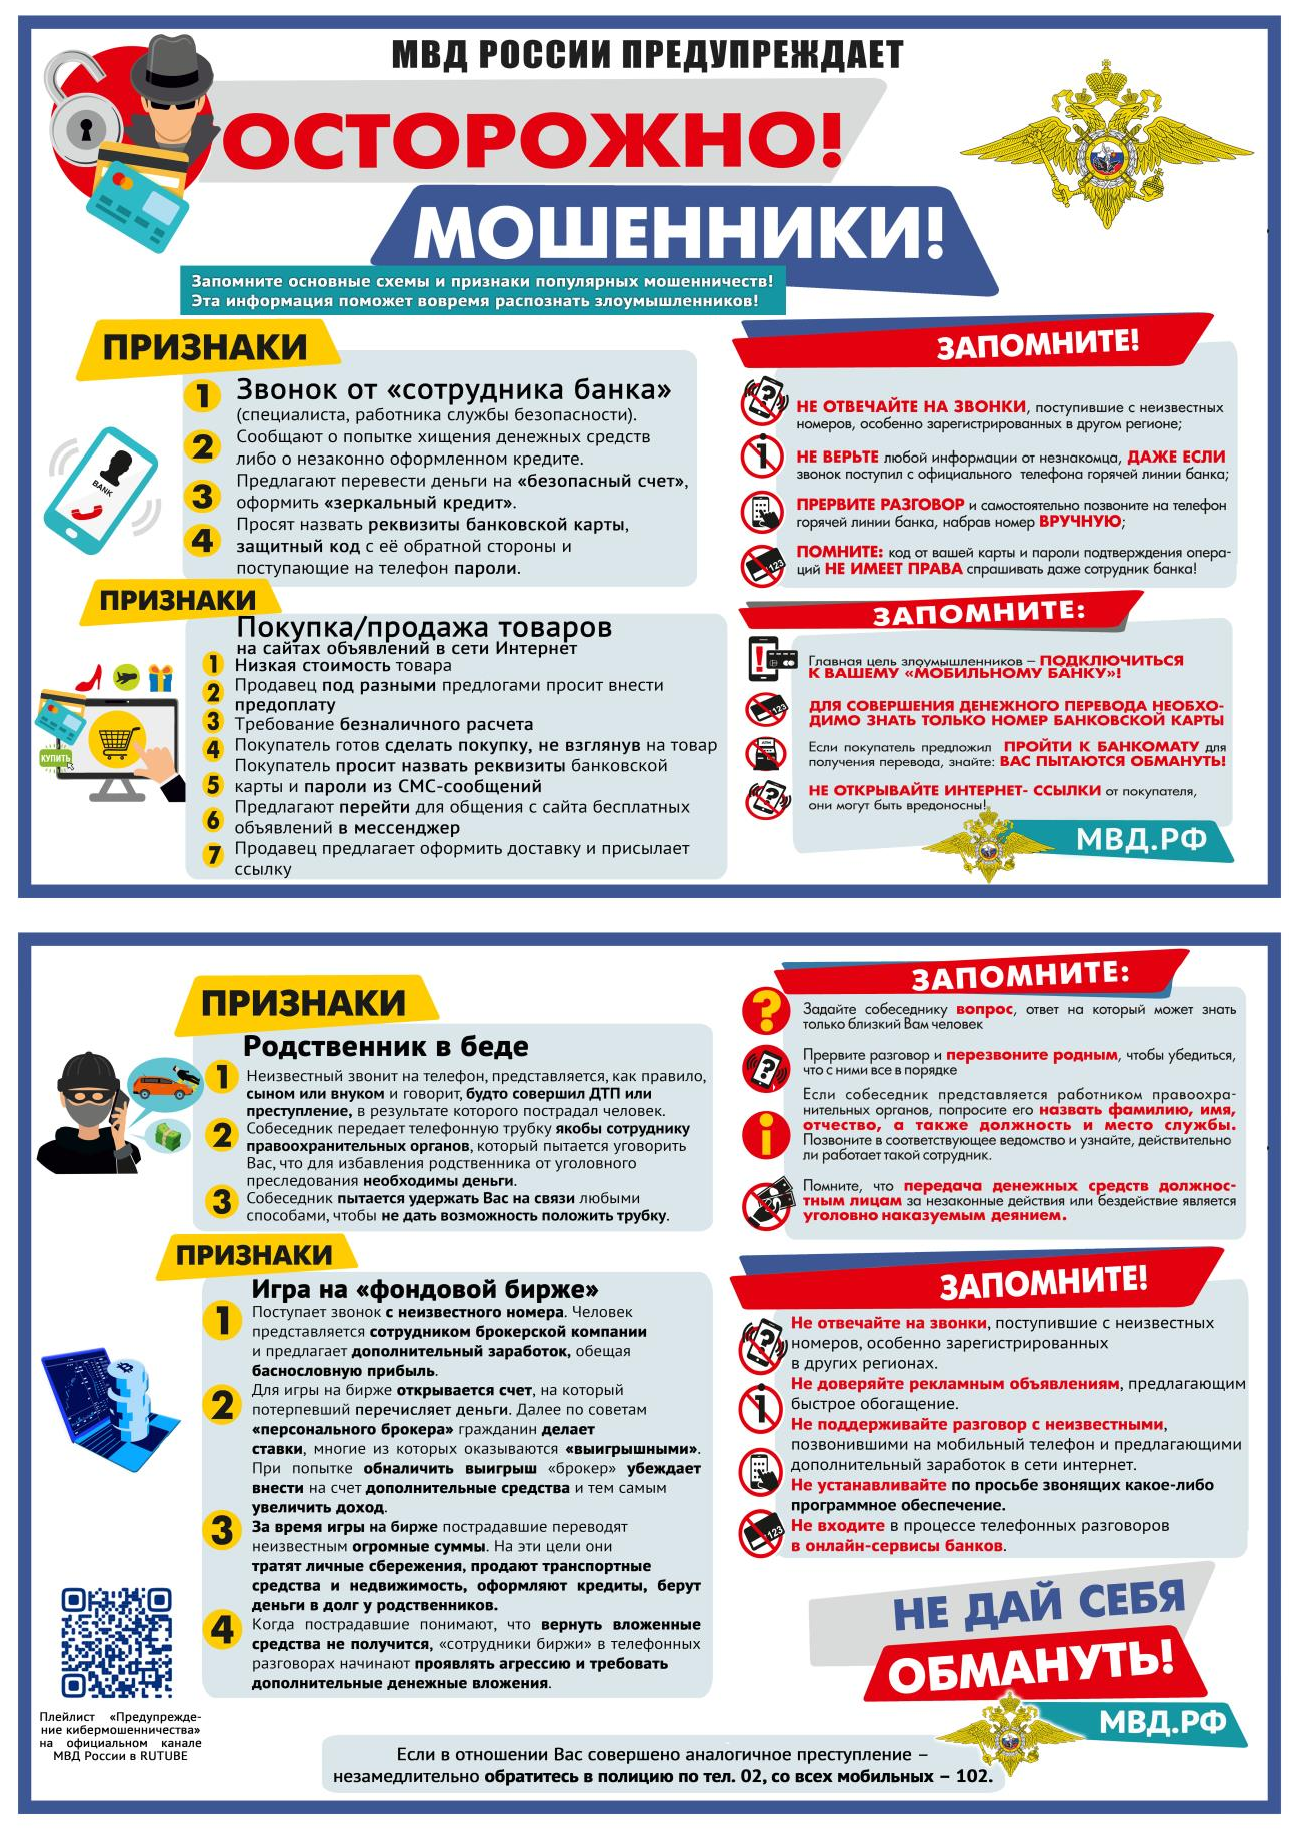 МВД РОССИИ ПРЕДУПРЕЖДАЕТ
ОСТОРОЖНО!
МОШЕННИКИ!
Запомните основные схемы и признаки популярных мошенничеств!
Эта информация поможет вовремя распознать злоумышленников!
ПРИЗНАКИ
BANK
1 Звонок от «сотрудника банка»
(специалиста, работника службы безопасности).
2 Сообщают о попытке хищения денежных средств
либо о незаконно оформленном кредите.
3 Предлагают перевести деньги на «безопасный счет»,
оформить «зеркальный кредит».
4 Просят назвать реквизиты банковской карты,
защитный код с её обратной стороны и
поступающие на телефон пароли.
ЗАПОМНИТЕ!
НЕ ОТВЕЧАЙТЕ НА ЗВОНКИ, поступившие с неизвестных
номеров, особенно зарегистрированных в другом регионе;
НЕ ВЕРЬТЕ любой информации от незнакомца, ДАЖЕ ЕСЛИ
звонок поступил с официального телефона горячей линии банка;
ПРЕРВИТЕ РАЗГОВОР и самостоятельно позвоните на телефон
горячей линии банка, набрав номер ВРУЧНУЮ;
123
ПОМНИТЕ: код от вашей карты и пароли подтверждения опера-
ций НЕ ИМЕЕТ ПРАВА спрашивать даже сотрудник банка!
ПРИЗНАКИ
КУПИТЬ
Покупка/продажа товаров
на сайтах объявлений в сети Интернет
1 Низкая стоимость товара
2 Продавец под разными предлогами просит внести
предоплату
3 Требование безналичного расчета
4 Покупатель готов сделать покупку, не взглянув на товар
Покупатель просит назвать реквизиты банковской
5 карты и пароли из СМС-сообщений
6 Предлагают перейти для общения с сайта бесплатных
объявлений в мессенджер
7 Продавец предлагает оформить доставку и присылает
ссылку
ЗАПОМНИТЕ:
Главная цель злоумышленников – ПОДКЛЮЧИТЬСЯ
К ВАШЕМУ «МОБИЛЬНОМУ БАНКУ»!
123
ДЛЯ СОВЕРШЕНИЯ ДЕНЕЖНОГО ПЕРЕВОДА НЕОБХО-
ДИМО ЗНАТЬ ТОЛЬКО НОМЕР БАНКОВСКОЙ КАРТЫ
Если покупатель предложил ПРОЙТИ К БАНКОМАТУ для
получения перевода, знайте: ВАС ПЫТАЮТСЯ ОБМАНУТЬ!
НЕ ОТКРЫВАЙТЕ ИНТЕРНЕТ- ССЫЛКИ от покупателя,
они могут быть вредоносны!
МВД.РФ
ПРИЗНАКИ
Родственник в беде
1 Неизвестный звонит на телефон, представляется, как правило,
сыном или внуком и говорит, будто совершил ДТП или
преступление, в результате которого пострадал человек.
2 Собеседник передает телефонную трубку якобы сотруднику
правоохранительных органов, который пытается уговорить
Вас, что для избавления родственника от уголовного
преследования необходимы деньги.
3 Собеседник пытается удержать Вас на связи любыми
способами, чтобы не дать возможность положить трубку.
ЗАПОМНИТЕ:
Задайте собеседнику вопрос, ответ на который может знать
только близкий Вам человек
Прервите разговор и перезвоните родным, чтобы убедиться,
что с ними все в порядке
Если собеседник представляется работником правоохра-
нительных органов, попросите его назвать фамилию, имя,
отчество, а также должность и место службы.
Позвоните в соответствующее ведомство и узнайте, действительно
ли работает такой сотрудник.
Помните, что передача денежных средств должнос-
тным лицам за незаконные действия или бездействие является
уголовно наказуемым деянием.
ПРИЗНАКИ
Игра на «фондовой бирже»
1 Поступает звонок с неизвестного номера. Человек
представляется сотрудником брокерской компании
и предлагает дополнительный заработок, обещая
баснословную прибыль.
2 Для игры на бирже открывается счет, на который
потерпевший перечисляет деньги. Далее по советам
«персонального брокера» гражданин делает
ставки, многие из которых оказываются «выигрышными».
При попытке обналичить выигрыш «брокер» убеждает
внести на счет дополнительные средства и тем самым
увеличить доход.
3 За время игры на бирже пострадавшие переводят
неизвестным огромные суммы. На эти цели они
тратят личные сбережения, продают транспортные
средства и недвижимость, оформляют кредиты, берут
деньги в долг у родственников.
4 Когда пострадавшие понимают, что вернуть вложенные
средства не получится, «сотрудники биржи» в телефонных
разговорах начинают проявлять агрессию и требовать
дополнительные денежные вложения.
ЗАПОМНИТЕ!
Не отвечайте на звонки, поступившие с неизвестных
номеров, особенно зарегистрированных
в других регионах.
Не доверяйте рекламным объявлениям, предлагающим
быстрое обогащение.
Не поддерживайте разговор с неизвестными,
позвонившими на мобильный телефон и предлагающими
дополнительный заработок в сети интернет.
Не устанавливайте по просьбе звонящих какое-либо
программное обеспечение.
123
Не входите в процессе телефонных разговоров
в онлайн-сервисы банков.
НЕ ДАЙ СЕБЯ
ОБМАНУТЬ!
МВД.РФ
Плейлист «Предупрежде-
ние кибермошенничества»
на официальном канале
МВД России в RUTUBE
Если в отношении Вас совершено аналогичное преступление –
незамедлительно обратитесь в полицию по тел. 02, со всех мобильных – 102.